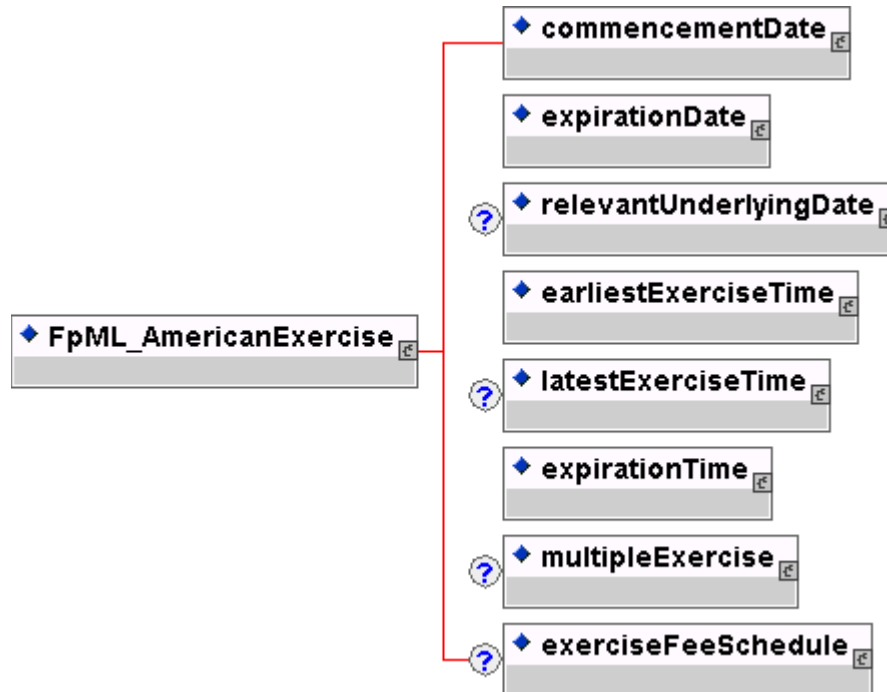 commencementDate
expirationDate
?
relevantUnderlyingDate
earliestExerciseTime
FpML_AmericanExercise
?
latestExerciseTime
expirationTime
?
multipleExercise
?
exerciseFeeSchedule